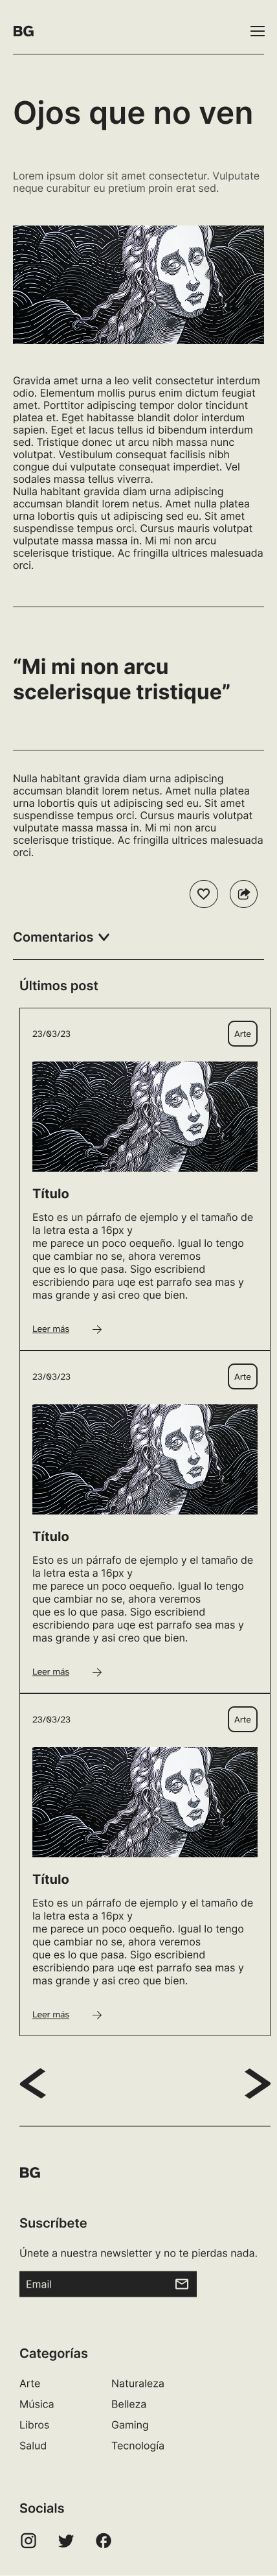 BG
Ojos que no ven
Lorem ipsum dolor sit amet consectetur. Vulputate
neque curabitur eu pretium proin erat sed.
Gravida amet urna a leo velit consectetur interdum
odio. Elementum mollis purus enim dictum feugiat
amet. Porttitor adipiscing tempor dolor tincidunt
platea et. Eget habitasse blandit dolor interdum
sapien. Eget et lacus tellus id bibendum interdum
sed. Tristique donec ut arcu nibh massa nunc
volutpat. Vestibulum consequat facilisis nibh
congue dui vulputate consequat imperdiet. Vel
sodales massa tellus viverra.
Nulla habitant gravida diam urna adipiscing
accumsan blandit lorem netus. Amet nulla platea
urna lobortis quis ut adipiscing sed eu. Sit amet
suspendisse tempus orci. Cursus mauris volutpat
vulputate massa massa in. Mi mi non arcu
scelerisque tristique. Ac fringilla ultrices malesuada
orci.
“Mi mi non arcu
scelerisque tristique”
Nulla habitant gravida diam urna adipiscing
accumsan blandit lorem netus. Amet nulla platea
urna lobortis quis ut adipiscing sed eu. Sit amet
suspendisse tempus orci. Cursus mauris volutpat
vulputate massa massa in. Mi mi non arcu
scelerisque tristique. Ac fringilla ultrices malesuada
orci.
Comentarios
Últimos post
23/03/23
Arte
Título
Esto es un párrafo de ejemplo y el tamaño de
la letra esta a 16px y
me parece un poco oequeño. Igual lo tengo
que cambiar no se, ahora veremos
que es lo que pasa. Sigo escribiend
escribiendo para uqe est parrafo sea mas y
mas grande y asi creo que bien.
Leer más
23/03/23
Arte
Título
Esto es un párrafo de ejemplo y el tamaño de
la letra esta a 16px y
me parece un poco oequeño. Igual lo tengo
que cambiar no se, ahora veremos
que es lo que pasa. Sigo escribiend
escribiendo para uqe est parrafo sea mas y
mas grande y asi creo que bien.
Leer más
23/03/23
Arte
Título
Esto es un párrafo de ejemplo y el tamaño de
la letra esta a 16px y
me parece un poco oequeño. Igual lo tengo
que cambiar no se, ahora veremos
que es lo que pasa. Sigo escribiend
escribiendo para uqe est parrafo sea mas y
mas grande y asi creo que bien.
Leer más
BG
Suscríbete
Únete a nuestra newsletter y no te pierdas nada.
Email
Categorías
Arte
Naturaleza
Música
Belleza
Libros
Gaming
Salud
Tecnología
Socials